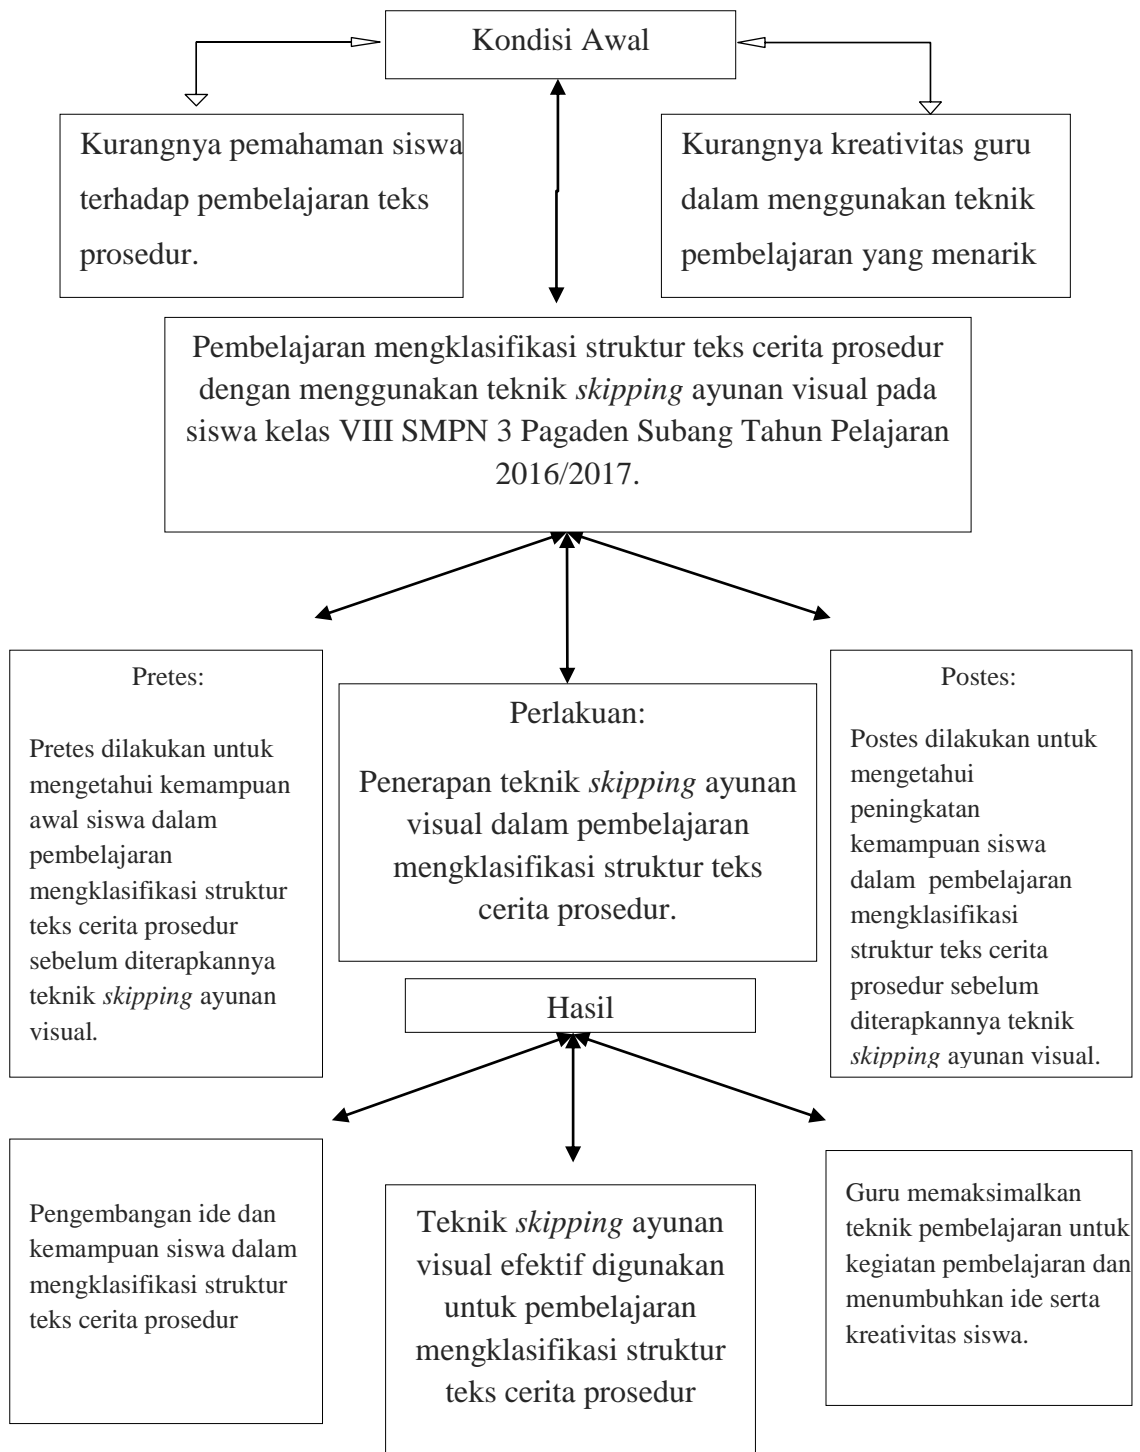 Kondisi Awal
Kurangnya pemahaman siswa
terhadap pembelajaran teks
prosedur.
Kurangnya kreativitas guru
dalam menggunakan teknik
pembelajaran yang menarik
Pembelajaran mengklasifikasi struktur teks cerita prosedur
dengan menggunakan teknik skipping ayunan visual pada
siswa kelas VIII SMPN 3 Pagaden Subang Tahun Pelajaran
2016/2017.
Pretes:
Pretes dilakukan untuk
mengetahui kemampuan
awal siswa dalam
pembelajaran
mengklasifikasi struktur
teks cerita prosedur
sebelum diterapkannya
teknik skipping ayunan
visual.
Perlakuan:
Penerapan teknik skipping ayunan
visual dalam pembelajaran
mengklasifikasi struktur teks
cerita prosedur.
Postes:
Postes dilakukan untuk
mengetahui
peningkatan
kemampuan siswa
dalam pembelajaran
mengklasifikasi
struktur teks cerita
prosedur sebelum
diterapkannya teknik
skipping ayunan visual.
Hasil
Pengembangan ide dan
kemampuan siswa dalam
mengklasifikasi struktur
teks cerita prosedur
Teknik skipping ayunan
visual efektif digunakan
untuk pembelajaran
mengklasifikasi struktur
teks cerita prosedur
Guru memaksimalkan
teknik pembelajaran untuk
kegiatan pembelajaran dan
menumbuhkan ide serta
kreativitas siswa.